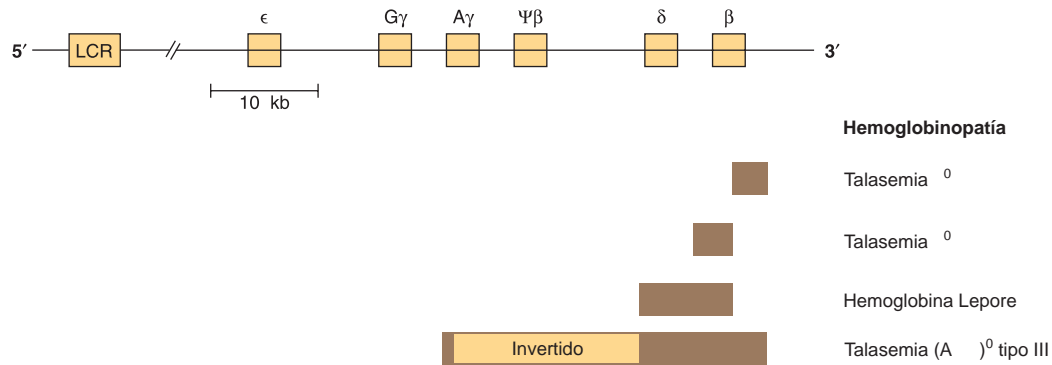 ϵ Gγ Aγ Ψβ δ β
5′ LCR 3′
10 kb
Hemoglobinopatía
Talasemia ⁰
Talasemia ⁰
Hemoglobina Lepore
Invertido Talasemia (A )⁰ tipo III